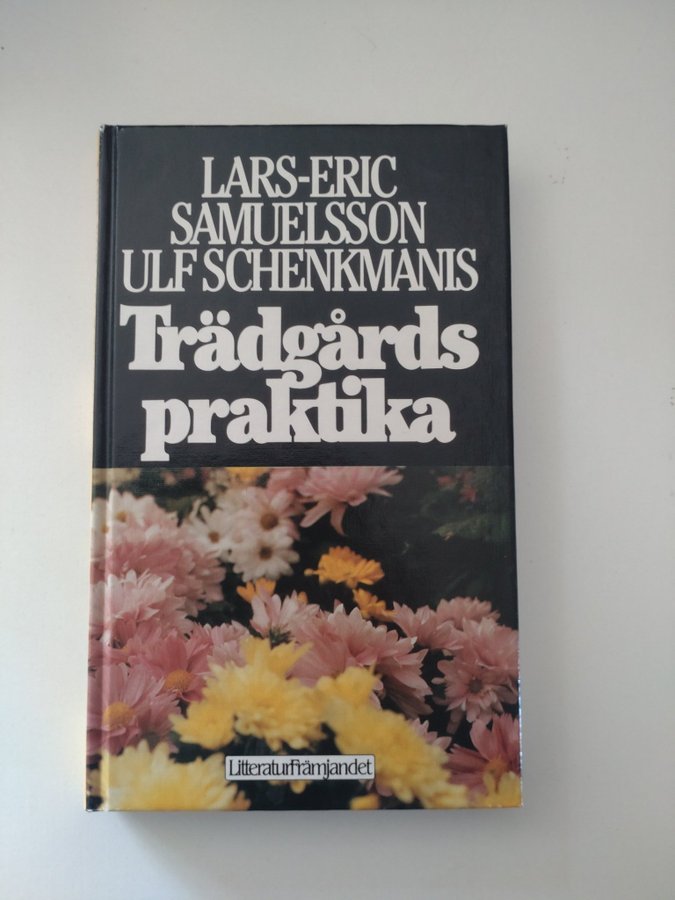 LARS-ERIC
SAMUELSSON
ULF SCHENKMANIS
Trädgårds
praktika
LitteraturFrämjandet